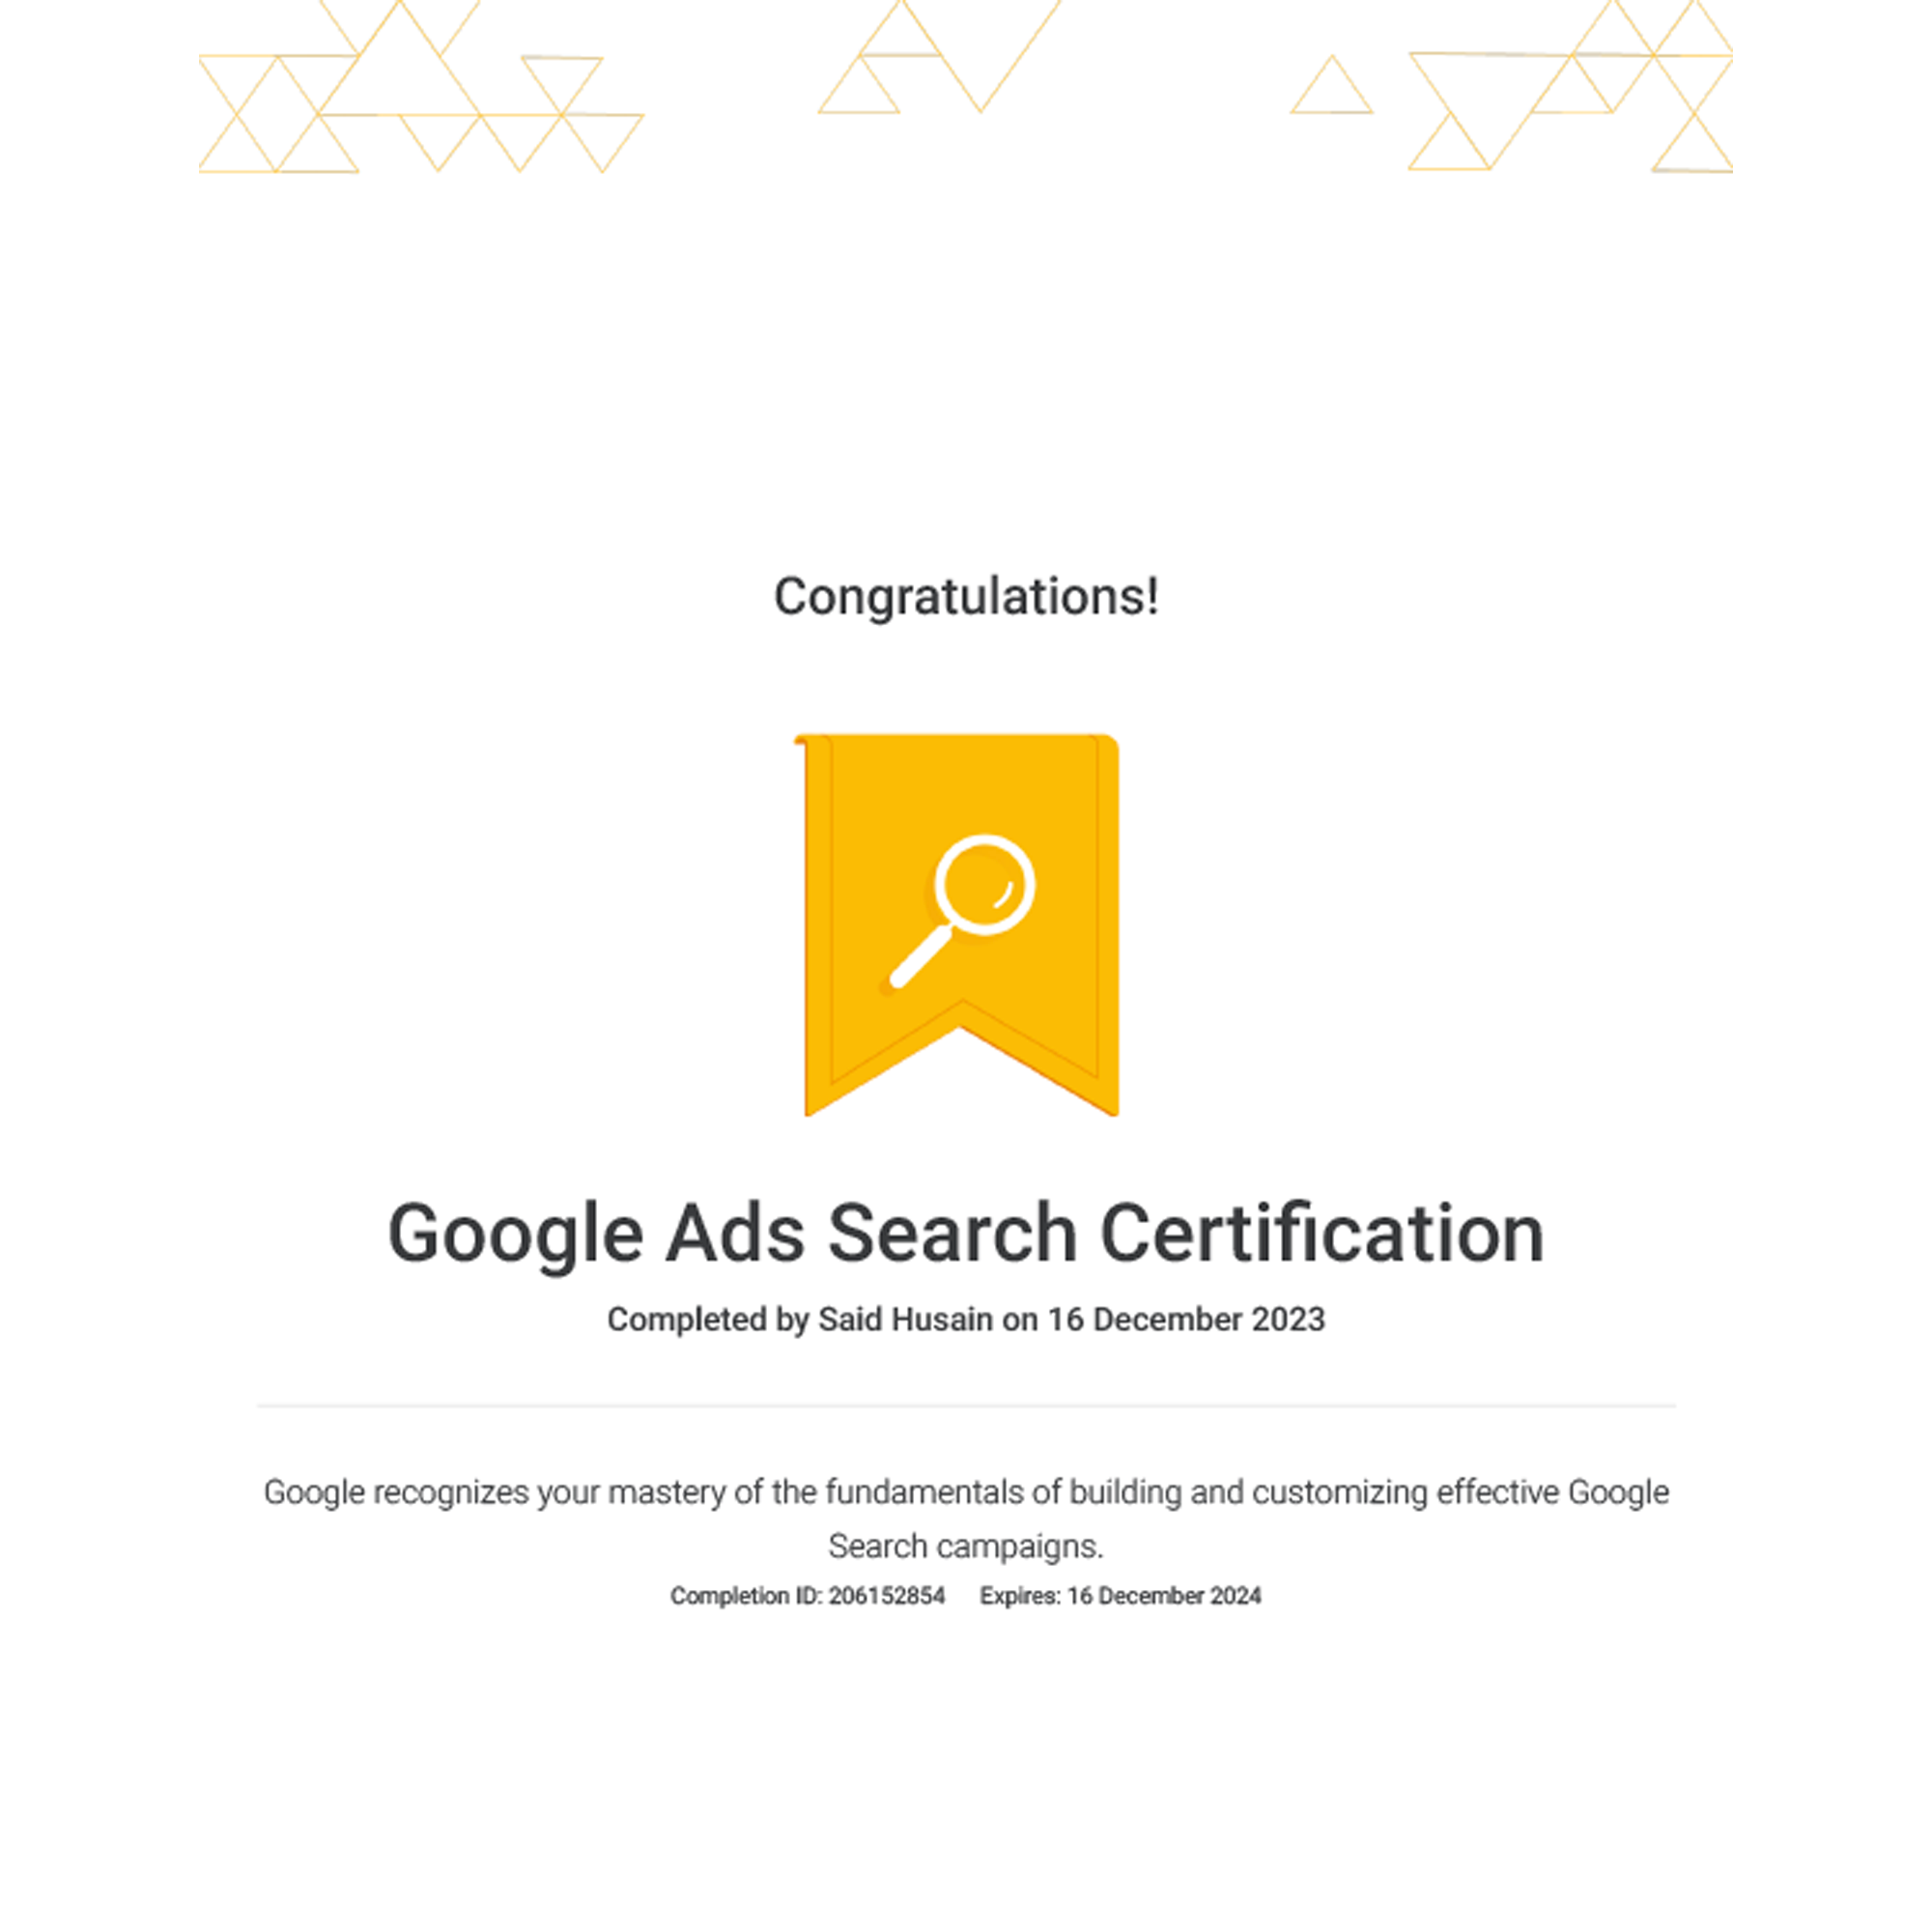 Congratulations!
Google Ads Search Certification
Completed by Said Husain on 16 December 2023
Google recognizes your mastery of the fundamentals of building and customizing effective Google
Search campaigns.
Completion ID: 206152854 Expires: 16 December 2024